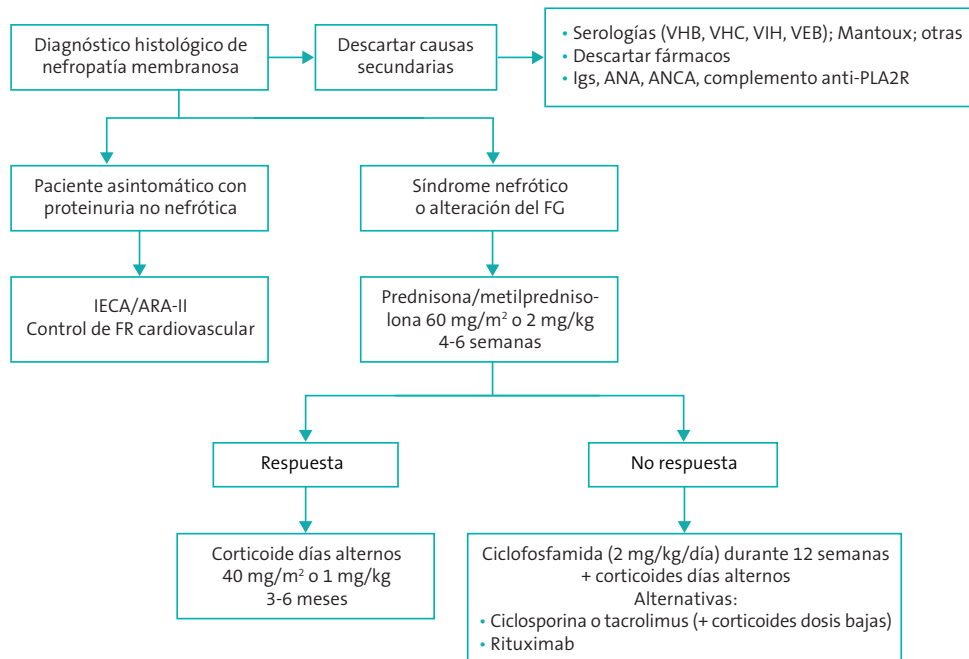 Diagnóstico histológico de
nefropatía membranosa
Descartar causas
secundarias
• Serologías (VHB, VHC, VIH, VEB); Mantoux; otras
• Descartar fármacos
• Igs, ANA, ANCA, complemento anti-PLA2R
Paciente asintomático con
proteinuria no nefrótica
Síndrome nefrótico
o alteración del FG
IECA/ARA-II
Control de FR cardiovascular
Prednisona/metilpredniso-
lona 60 mg/m² o 2 mg/kg
4-6 semanas
Respuesta
No respuesta
Corticoide días alternos
40 mg/m² o 1 mg/kg
3-6 meses
Ciclofosfamida (2 mg/kg/día) durante 12 semanas
+ corticoides días alternos
Alternativas:
• Ciclosporina o tacrolimus (+ corticoides dosis bajas)
• Rituximab